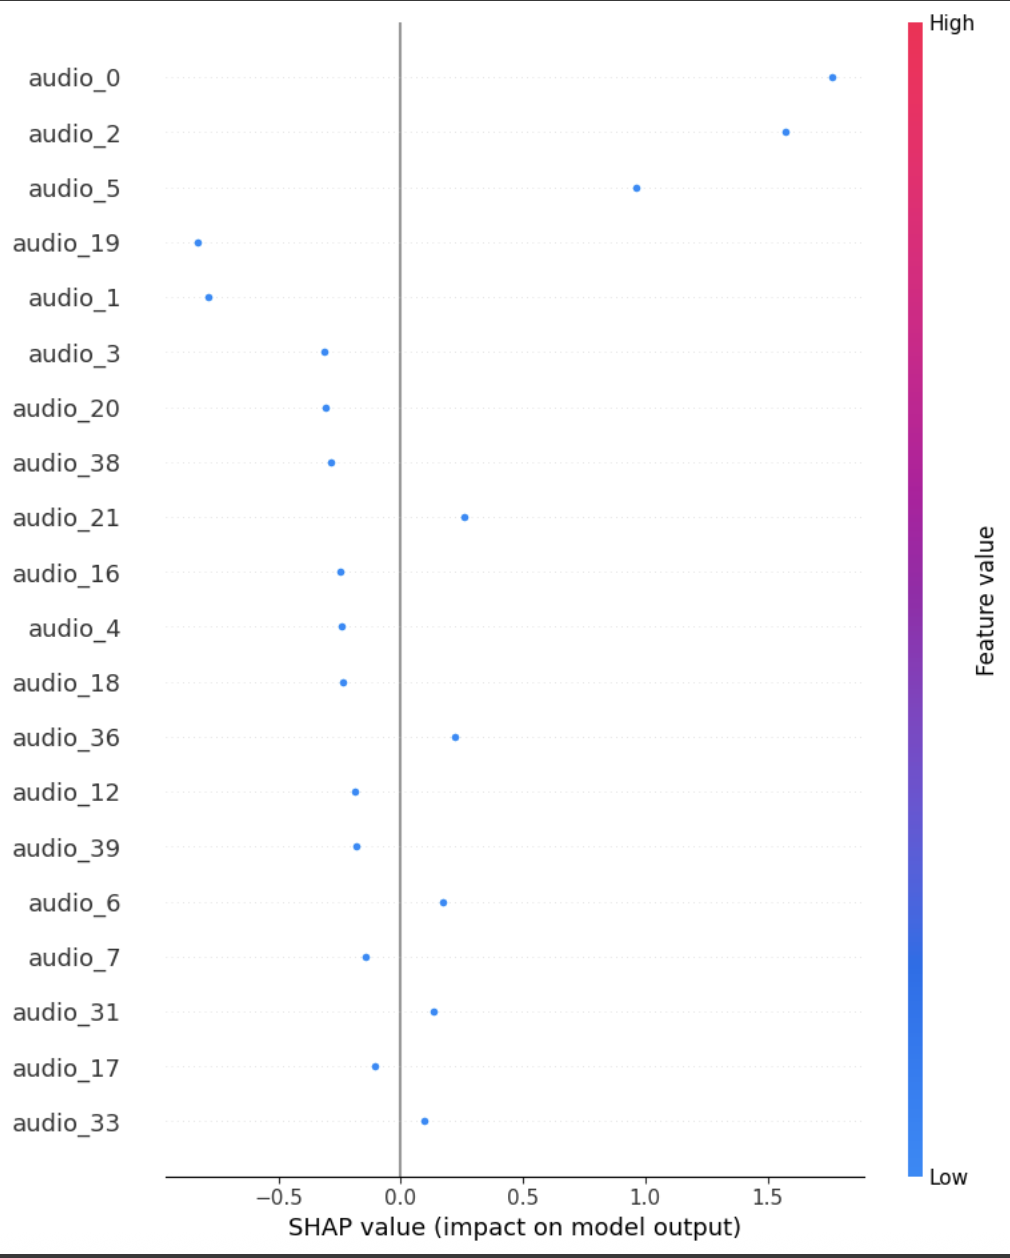 High
audio_0
audio_2
audio_5
audio_19
audio_1
audio_3
audio_20
audio_38
audio_21
audio_16
audio_4
audio_18
audio_36
audio_12
audio_39
audio_6
audio_7
audio_31
audio_17
audio_33
Feature value
Low
−0.5 0.0 0.5 1.0 1.5
SHAP value (impact on model output)